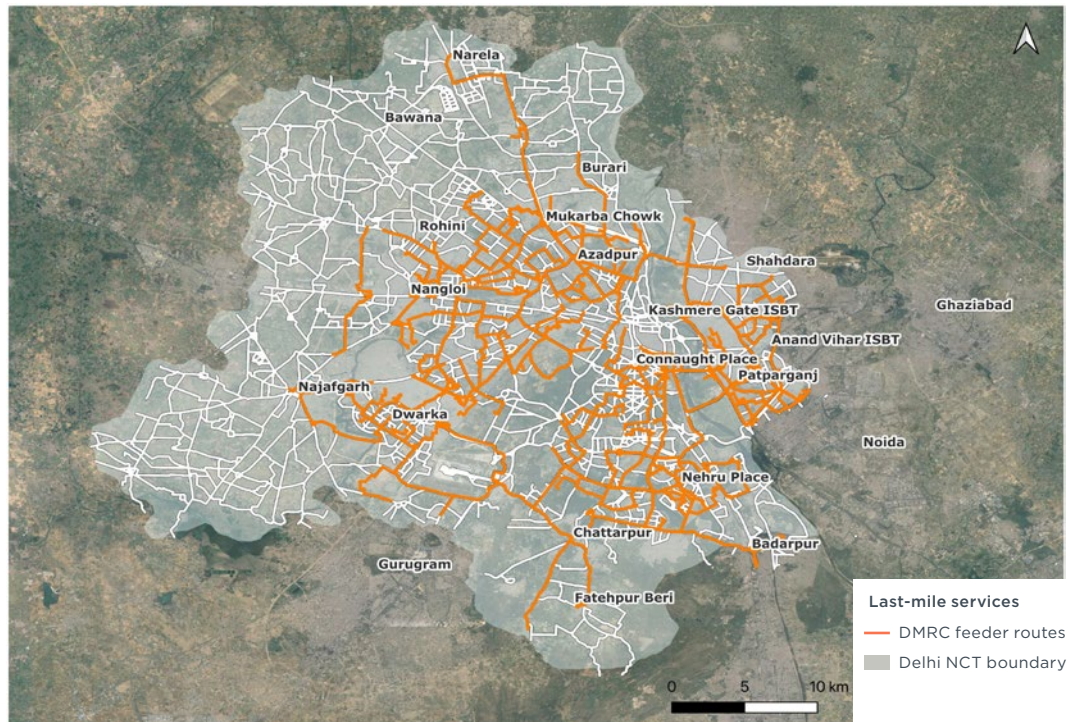 Narela
Bawana
Burari
Mukarba Chowk
Rohini
Azadpur
Shahdara
Nangloi
Kashmere Gate ISBT
Ghaziabad
Anand Vihar ISBT
Connaught Place
Patparganj
Najafgarh
Dwarka
Noida
Nehru Place
Chattarpur
Badarpur
Gurugram
Fatehpur Beri
Last-mile services
DMRC feeder routes
Delhi NCT boundary
0 5 10 km